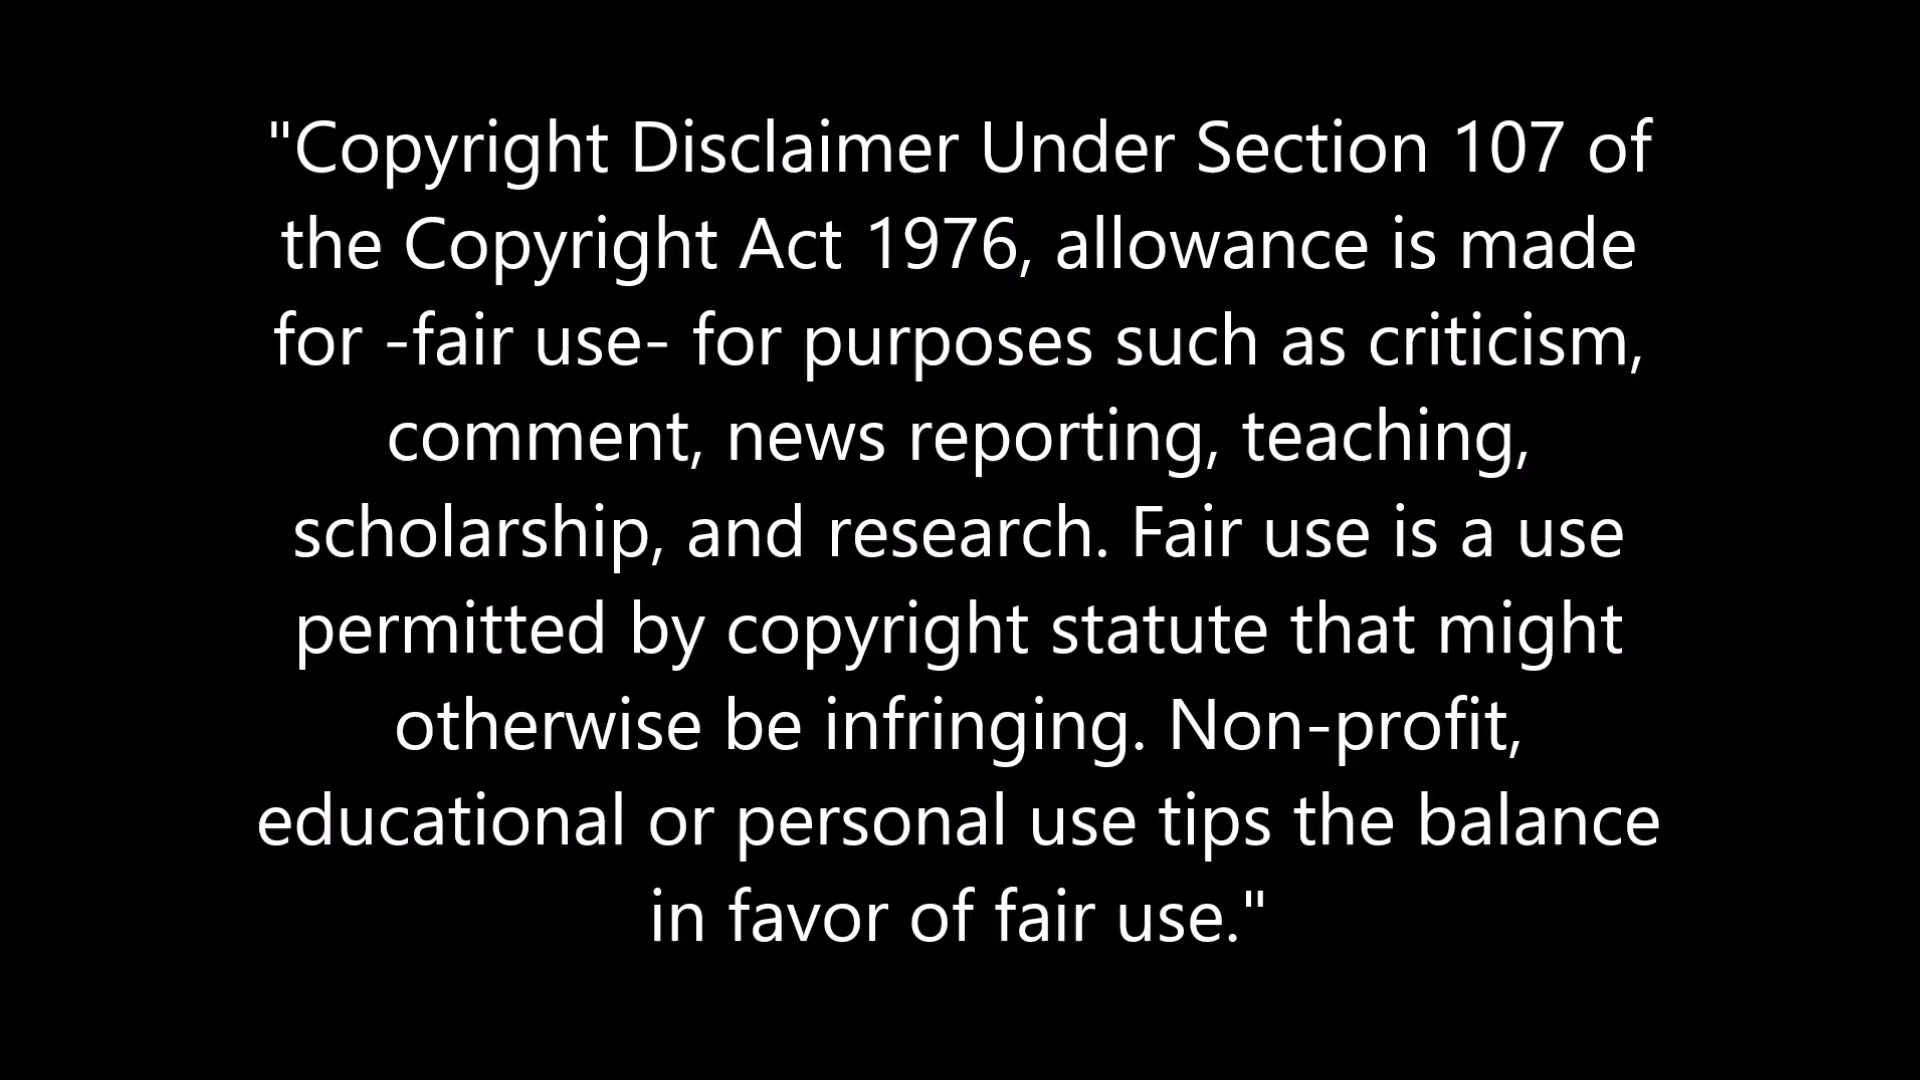 "Copyright Disclaimer Under Section 107 of
the Copyright Act 1976, allowance is made
for -fair use- for purposes such as criticism,
comment, news reporting, teaching,
scholarship, and research. Fair use is a use
permitted by copyright statute that might
otherwise be infringing. Non-profit,
educational or personal use tips the balance
in favor of fair use."